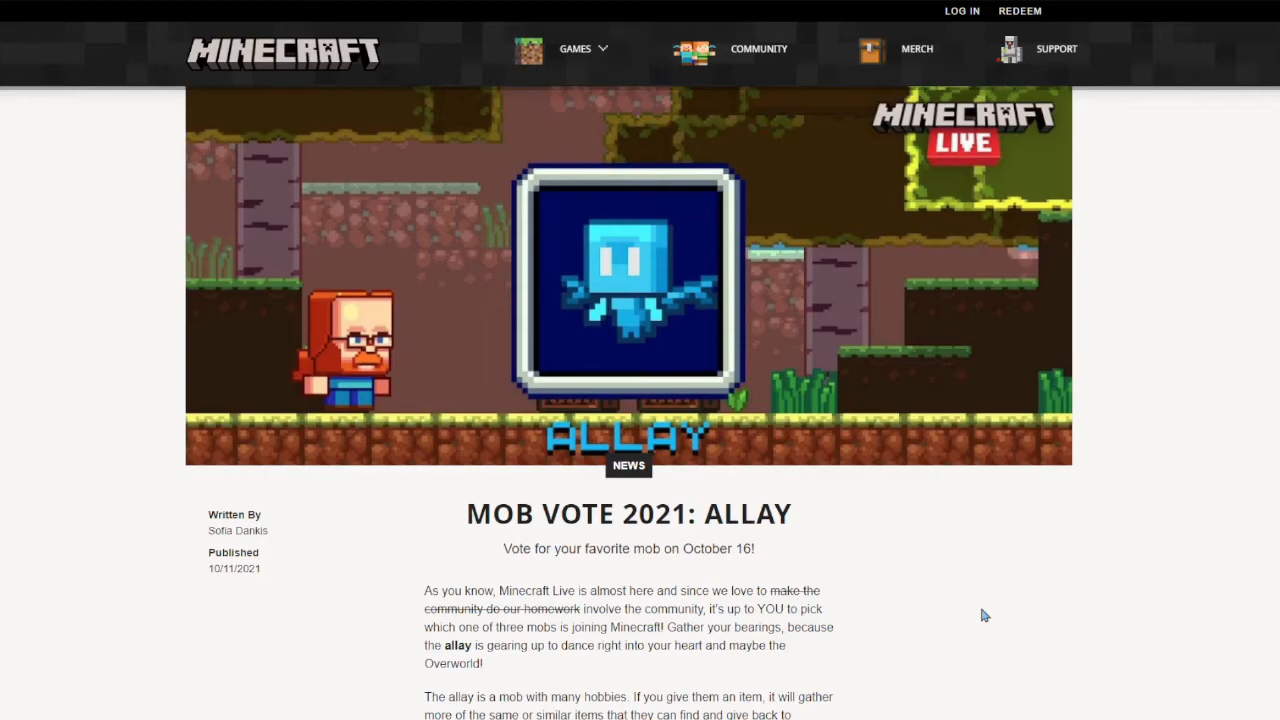 LOG IN REDEEM
MINECRAFT GAMES COMMUNITY MERCH SUPPORT
MINECRAFT
LIVE
ALLAY
NEWS
MOB VOTE 2021: ALLAY
Vote for your favorite mob on October 16!
Written By
Sofia Dankis
Published
10/11/2021
As you know, Minecraft Live is almost here and since we love to make the
community do our homework involve the community, it's up to YOU to pick
which one of three mobs is joining Minecraft! Gather your bearings, because
the allay is gearing up to dance right into your heart and maybe the
Overworld!
The allay is a mob with many hobbies. If you give them an item, it will gather
more of the same or similar items that they can find and give back to